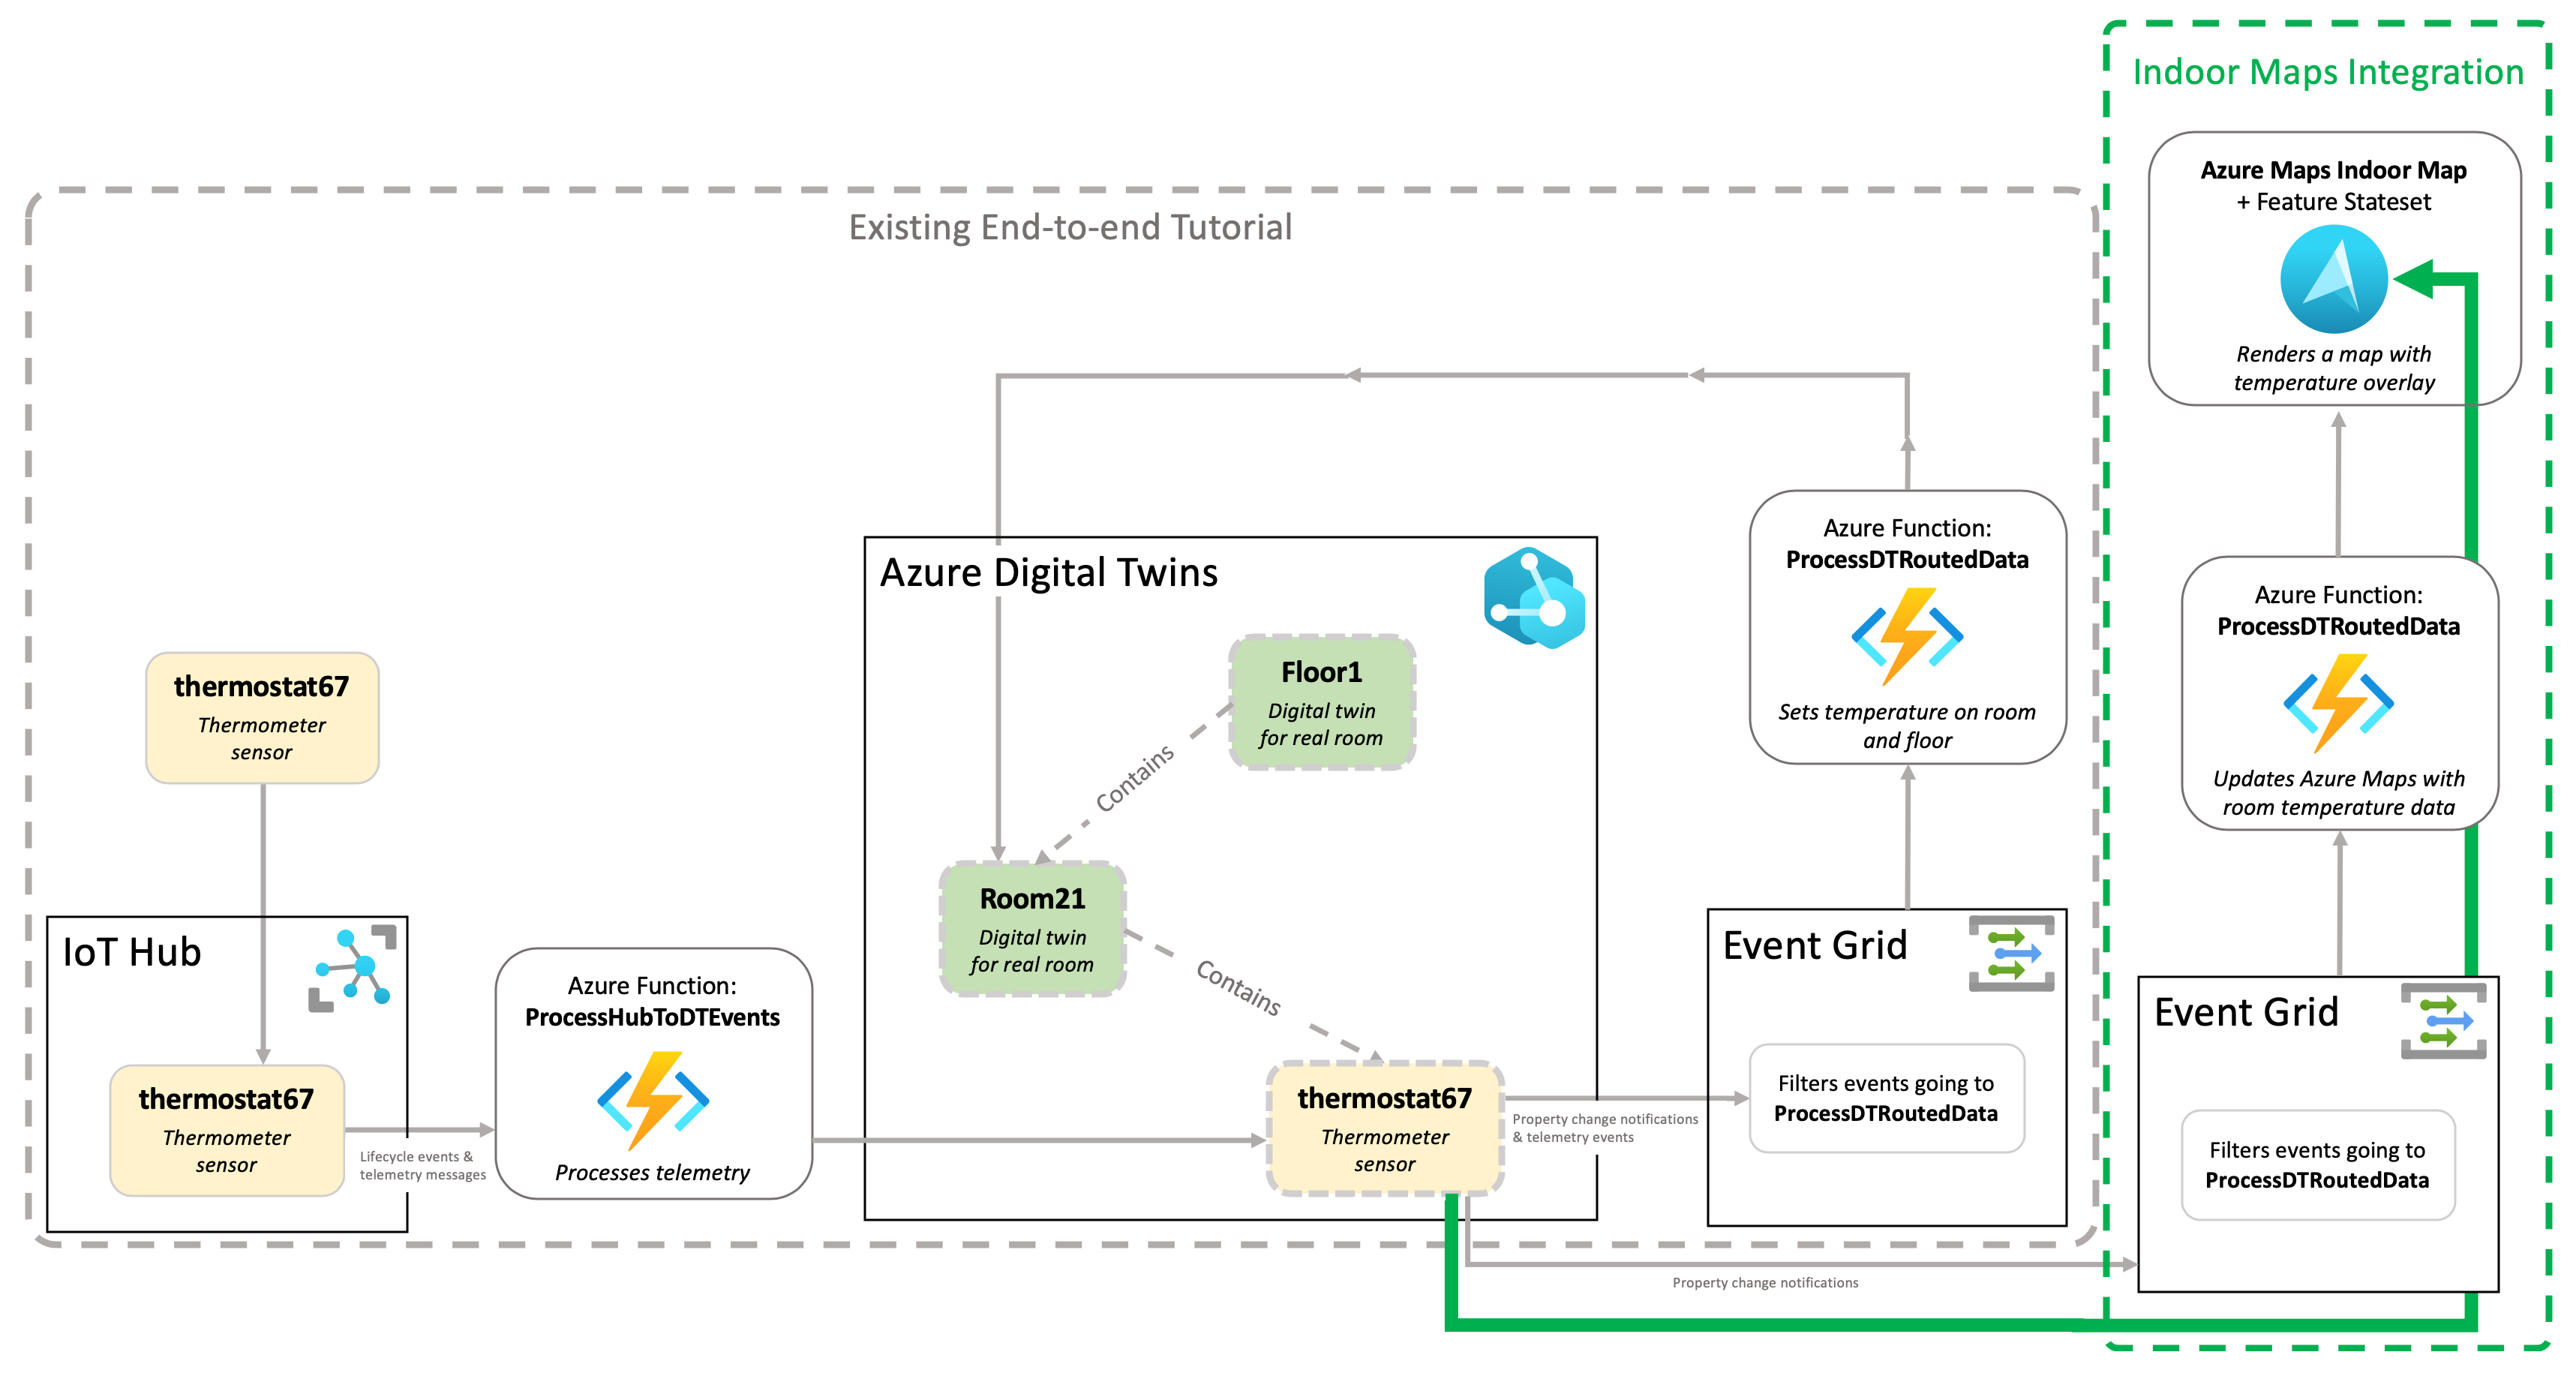 Indoor Maps Integration
Azure Maps Indoor Map
+ Feature Stateset
Renders a map with
temperature overlay
Existing End-to-end Tutorial
Azure Function:
ProcessDTRoutedData
Sets temperature on room
and floor
Azure Function:
ProcessDTRoutedData
Updates Azure Maps with
room temperature data
Azure Digital Twins
Floor1
Digital twin
for real room
Contains
thermostat67
Thermometer
sensor
Room21
Digital twin
for real room
Contains
IoT Hub
thermostat67
Thermometer
sensor
Lifecycle events &
telemetry messages
Azure Function:
ProcessHubToDTEvents
Processes telemetry
thermostat67
Thermometer
sensor
Property change notifications
& telemetry events
Event Grid
Filters events going to
ProcessDTRoutedData
Event Grid
Filters events going to
ProcessDTRoutedData
Property change notifications